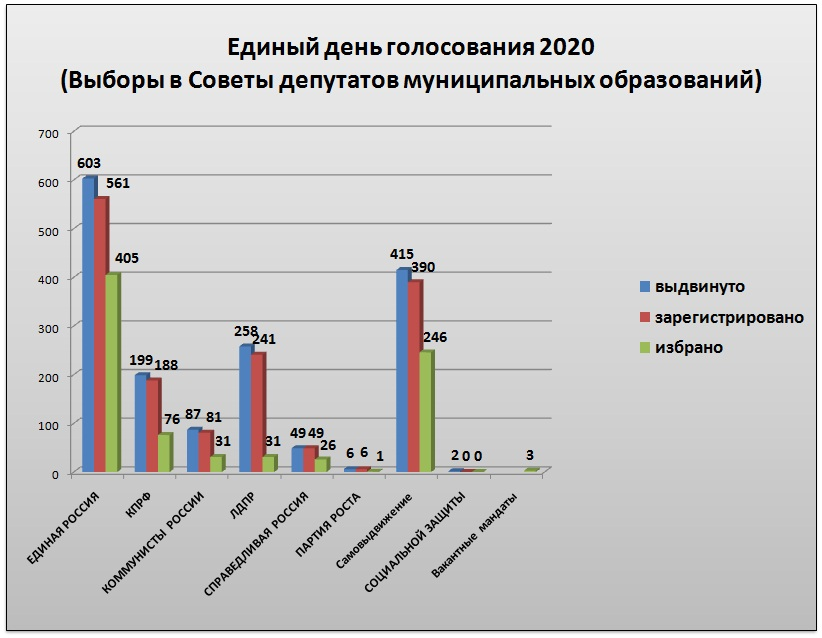 Единый день голосования 2020
(Выборы в Советы депутатов муниципальных образований)
700
600
500
400
300
200
100
0
603
561
405
199
188
76
87
81
31
258
241
31
49
49
26
6
6
1
415
390
246
2
0
0
3
ЕДИНАЯ РОССИЯ
КПРФ
КОММУНИСТЫ РОССИИ
ЛДПР
СПРАВЕДЛИВАЯ РОССИЯ
ПАРТИЯ РОСТА
Самовыдвижение
СОЦИАЛЬНОЙ ЗАЩИТЫ
Вакантные мандаты
выдвинуто
зарегистрировано
избрано